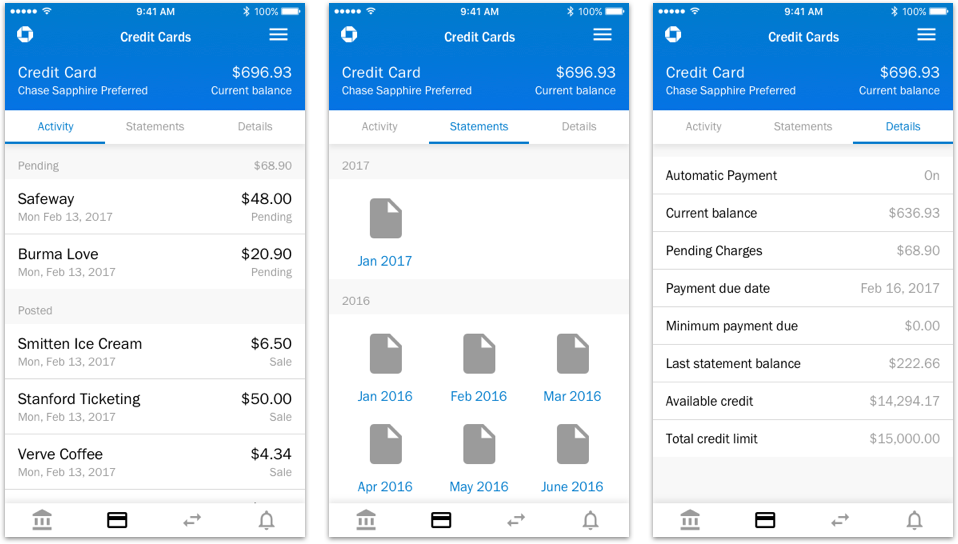 9:41 AM 100%
Credit Cards
Credit Card $696.93
Chase Sapphire Preferred Current balance
Activity Statements Details
Pending $68.90
Safeway $48.00
Mon Feb 13, 2017 Pending
Burma Love $20.90
Mon, Feb 13, 2017 Pending
Posted
Smitten Ice Cream $6.50
Mon, Feb 13, 2017 Sale
Stanford Ticketing $50.00
Mon, Feb 13, 2017 Sale
Verve Coffee $4.34
Mon, Feb 13, 2017 Sale
9:41 AM 100%
Credit Cards
Credit Card $696.93
Chase Sapphire Preferred Current balance
Activity Statements Details
2017
Jan 2017
2016
Jan 2016 Feb 2016 Mar 2016
Apr 2016 May 2016 June 2016
9:41 AM 100%
Credit Cards
Credit Card $696.93
Chase Sapphire Preferred Current balance
Activity Statements Details
Automatic Payment On
Current balance $636.93
Pending Charges $68.90
Payment due date Feb 16, 2017
Minimum payment due $0.00
Last statement balance $222.66
Available credit $14,294.17
Total credit limit $15,000.00